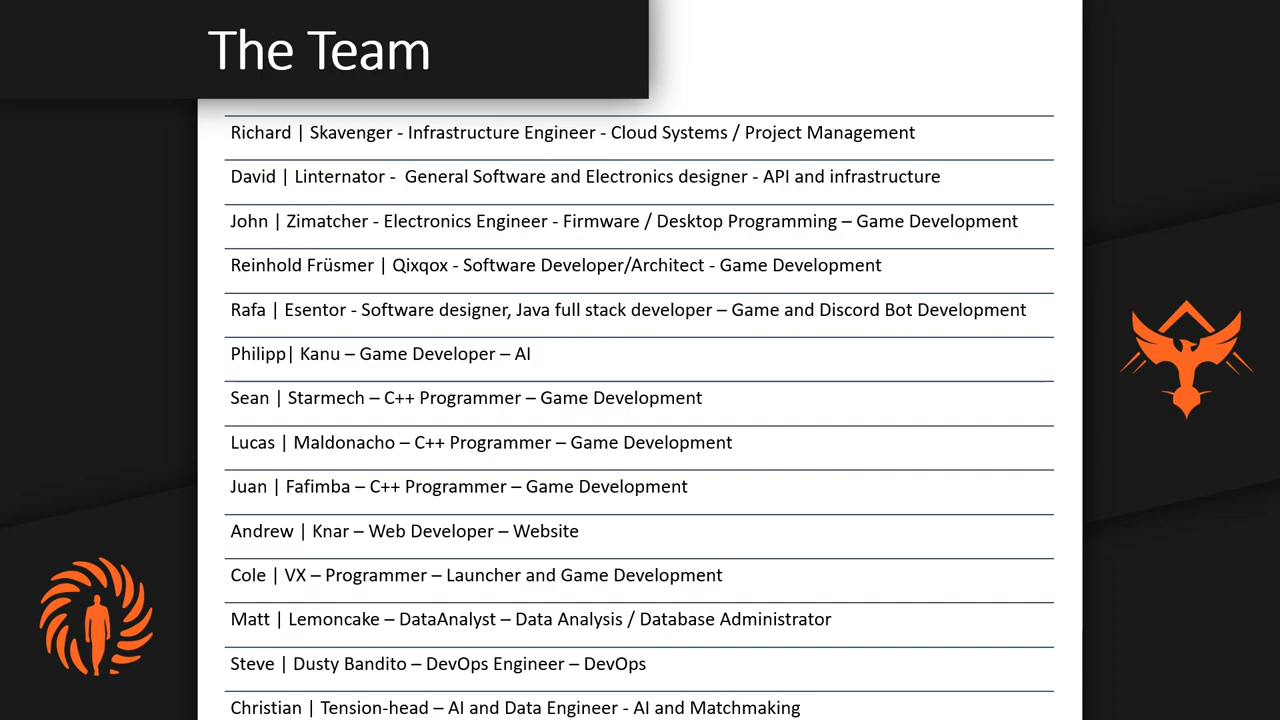 The Team
Richard | Skavenger - Infrastructure Engineer - Cloud Systems / Project Management
David | Linternator -  General Software and Electronics designer - API and infrastructure
John | Zimatcher - Electronics Engineer - Firmware / Desktop Programming – Game Development
Reinhold Früsmer | Qixqox - Software Developer/Architect - Game Development
Rafa | Esentor - Software designer, Java full stack developer – Game and Discord Bot Development
Philipp| Kanu – Game Developer – AI
Sean | Starmech – C++ Programmer – Game Development
Lucas | Maldonacho – C++ Programmer – Game Development
Juan | Fafimba – C++ Programmer – Game Development
Andrew | Knar – Web Developer – Website
Cole | VX – Programmer – Launcher and Game Development
Matt | Lemoncake – DataAnalyst – Data Analysis / Database Administrator
Steve | Dusty Bandito – DevOps Engineer – DevOps
Christian | Tension-head – AI and Data Engineer - AI and Matchmaking